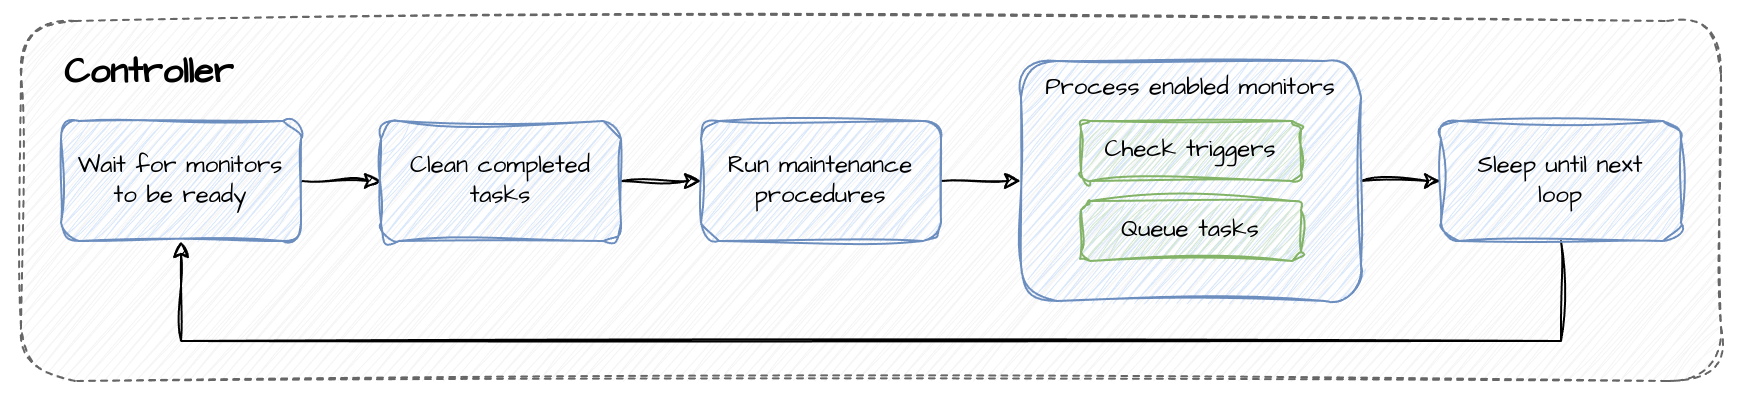 Controller
Wait for monitors
to be ready
Clean completed
tasks
Run maintenance
procedures
Process enabled monitors
Check triggers
Queue tasks
Sleep until next
loop